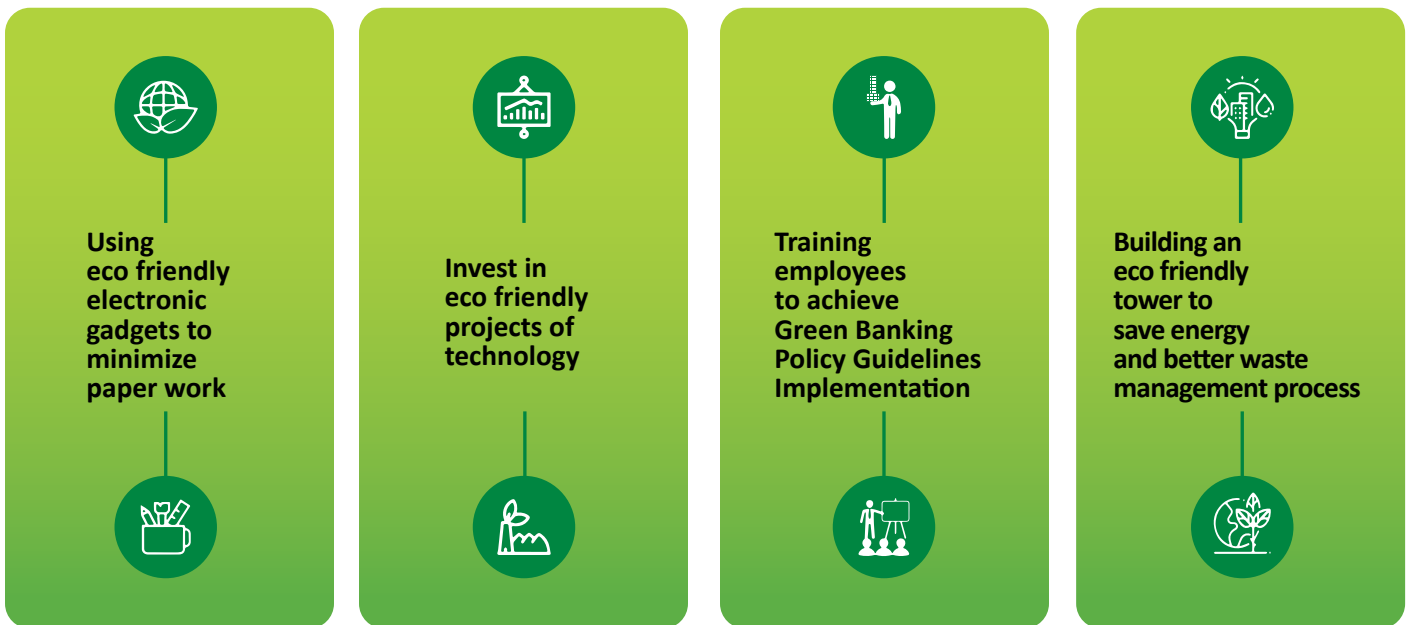 Using
eco friendly
electronic
gadgets to
minimize
paper work
Invest in
eco friendly
projects of
technology
Training
employees
to achieve
Green Banking
Policy Guidelines
Implementation
Building an
eco friendly
tower to
save energy
and better waste
management process